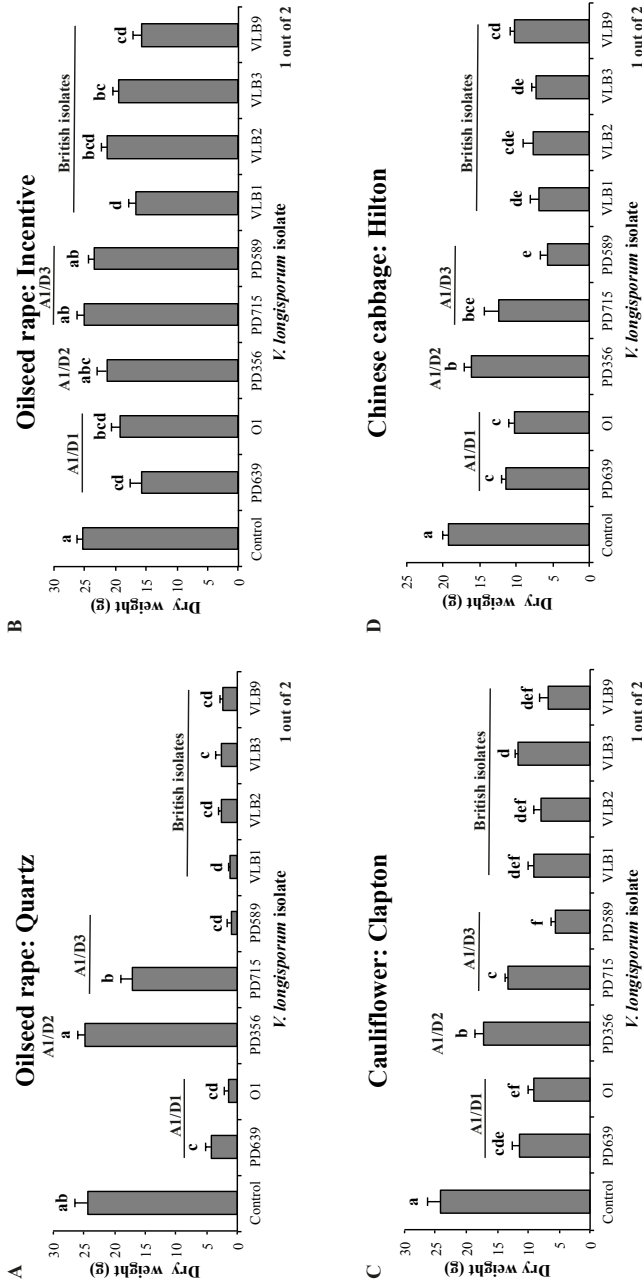 A
Oilseed rape: Quartz
Dry weight (g)
30
25
20
15
10
5
0
ab
c
cd
a
b
cd
d
cd
c
cd
A1/D1
A1/D2
A1/D3
British isolates
Control PD639 O1 PD356 PD715 PD589 VLB1 VLB2 VLB3 VLB9
V. longisporum isolate
1 out of 2
B
Oilseed rape: Incentive
Dry weight (g)
30
25
20
15
10
5
0
a
cd
bcd
abc
ab
ab
d
bcd
bc
cd
A1/D1
A1/D2
A1/D3
British isolates
Control PD639 O1 PD356 PD715 PD589 VLB1 VLB2 VLB3 VLB9
V. longisporum isolate
1 out of 2
C
Cauliflower: Clapton
Dry weight (g)
30
25
20
15
10
5
0
a
cde
ef
b
c
f
def
def
d
def
A1/D1
A1/D2
A1/D3
British isolates
Control PD639 O1 PD356 PD715 PD589 VLB1 VLB2 VLB3 VLB9
V. longisporum isolate
1 out of 2
D
Chinese cabbage: Hilton
Dry weight (g)
25
20
15
10
5
0
a
c
c
b
bce
e
de
cde
de
cd
A1/D1
A1/D2
A1/D3
British isolates
Control PD639 O1 PD356 PD715 PD589 VLB1 VLB2 VLB3 VLB9
V. longisporum isolate
1 out of 2